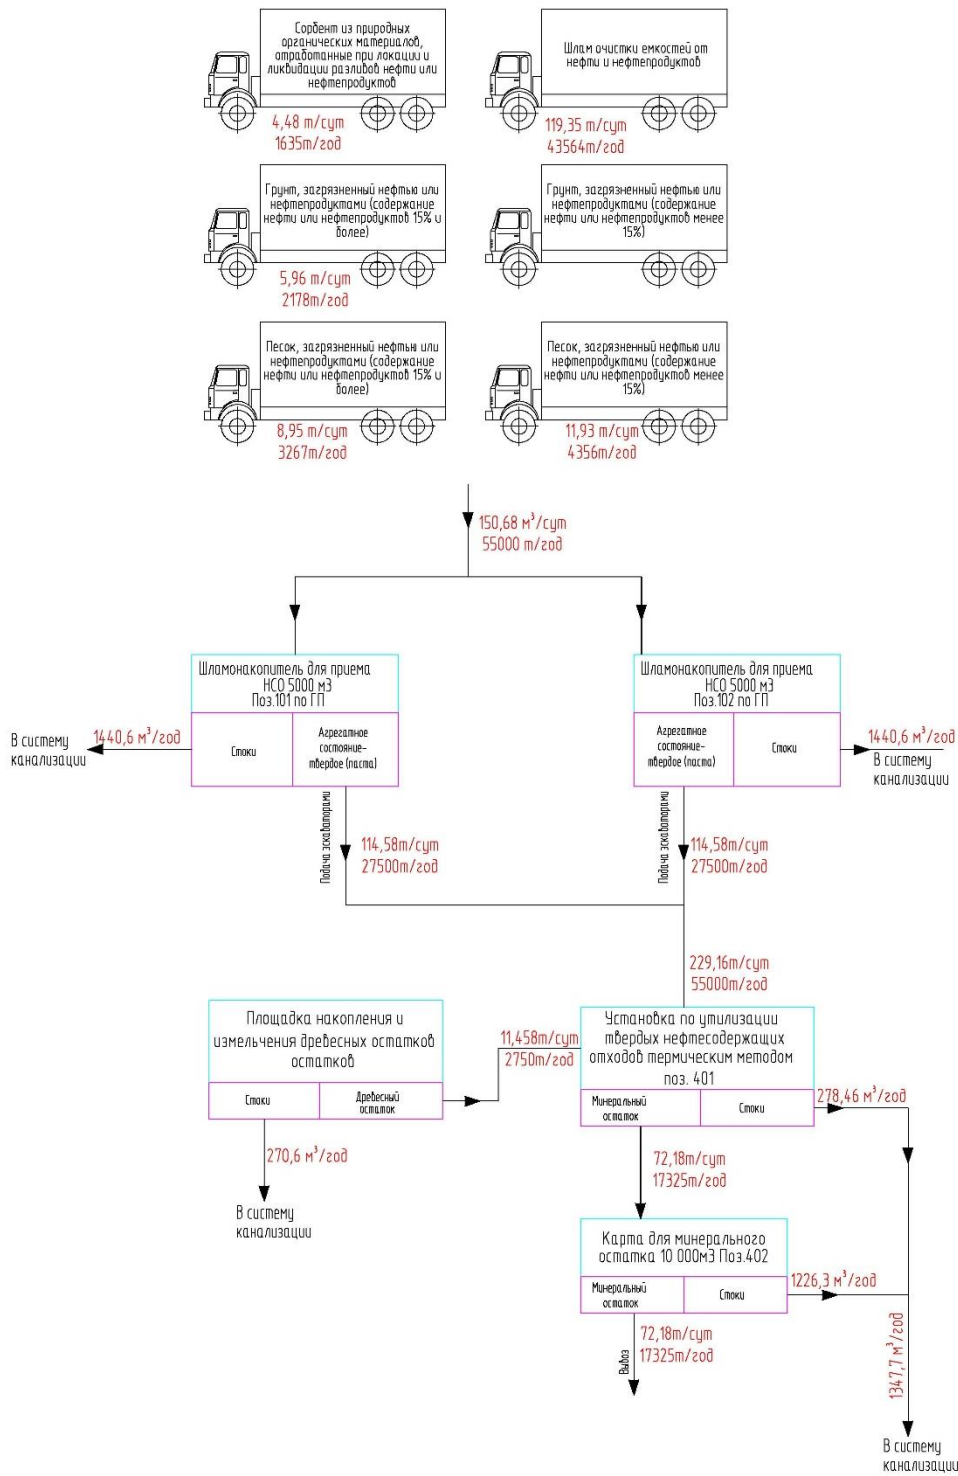 Сорбент из природных
органических материалов,
отработанные при локации и
ликвидации разливов нефти или
нефтепродуктов
4,48 т/сут
1635т/год
Шлам очистки емкостей от
нефти и нефтепродуктов
119,35 т/сут
43564т/год
Грунт, загрязненный нефтью или
нефтепродуктами (содержание
нефти или нефтепродуктов 15% и
более)
5,96 т/сут
2178т/год
Грунт, загрязненный нефтью или
нефтепродуктами (содержание
нефти или нефтепродуктов менее
15%)
Песок, загрязненный нефтью или
нефтепродуктами (содержание
нефти или нефтепродуктов 15% и
более)
8,95 т/сут
3267т/год
Песок, загрязненный нефтью или
нефтепродуктами (содержание
нефти или нефтепродуктов менее
15%)
11,93 т/сут
4356т/год
150,68 м³/сут
55000 т/год
Шламонакопитель для приема
НСО 5000 м3
Поз.101 по ГП
Стоки
Агрегатное
состояние-
твердое (паста)
1440,6 м³/год
В систему
канализации
Шламонакопитель для приема
НСО 5000 м3
Поз.102 по ГП
Агрегатное
состояние-
твердое (паста)
Стоки
1440,6 м³/год
В систему
канализации
Подача эскаваторами
114,58т/сут
27500т/год
Подача эскаваторами
114,58т/сут
27500т/год
229,16т/сут
55000т/год
Площадка накопления и
измельчения древесных остатков
остатков
Стоки
Древесный
остаток
11,458т/сут
2750т/год
270,6 м³/год
В систему
канализации
Установка по утилизации
твердых нефтесодержащих
отходов термическим методом
поз. 401
Минеральный
остаток
Стоки
278,46 м³/год
72,18т/сут
17325т/год
Карта для минерального
остатка 10 000м3 Поз.402
Минеральный
остаток
Стоки
1226,3 м³/год
Вывоз
72,18т/сут
17325т/год
1347,7 м³/год
В систему
канализации